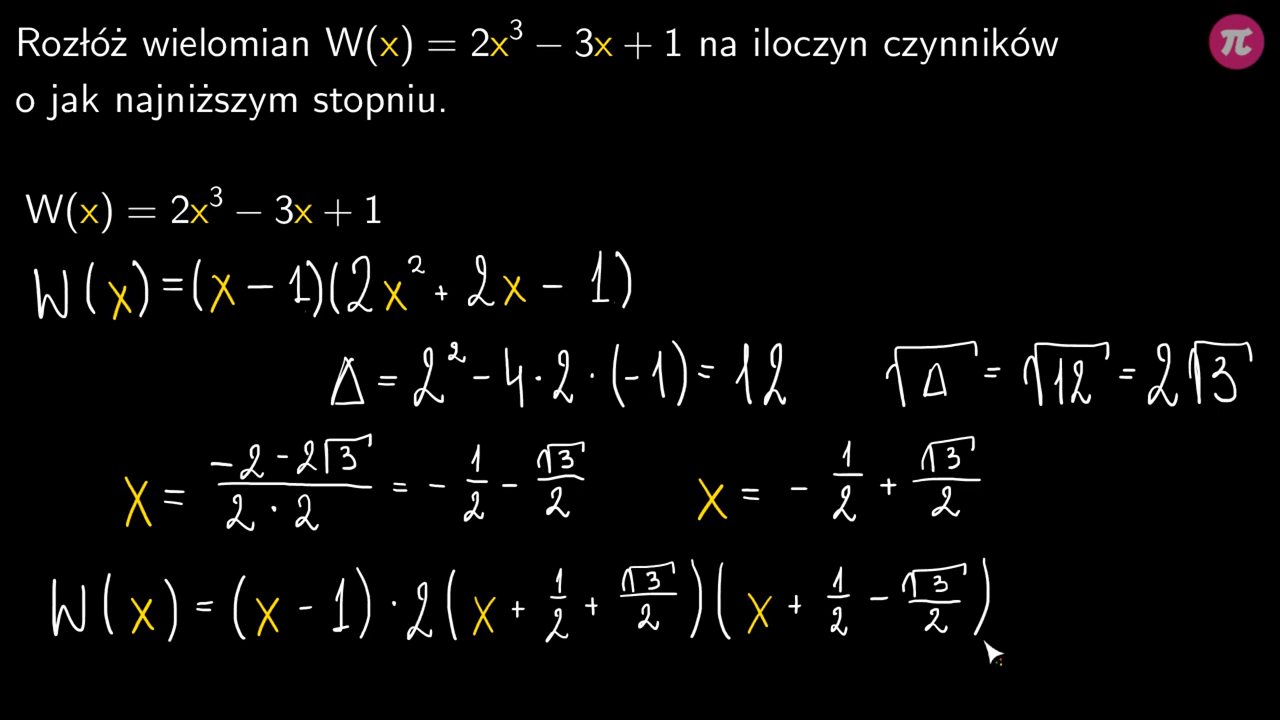 Rozłóż wielomian W(x) = 2x³ − 3x + 1 na iloczyn czynników
o jak najniższym stopniu.
π
W(x) = 2x³ − 3x + 1
W(x) = (x − 1)(2x² + 2x − 1)
Δ = 2² − 4 · 2 · (−1) = 12 √Δ = √12 = 2√3
x = (−2 − 2√3)/(2 · 2) = − 1/2 − √3/2 x = − 1/2 + √3/2
W(x) = (x − 1) · 2(x + 1/2 + √3/2)(x + 1/2 − √3/2)